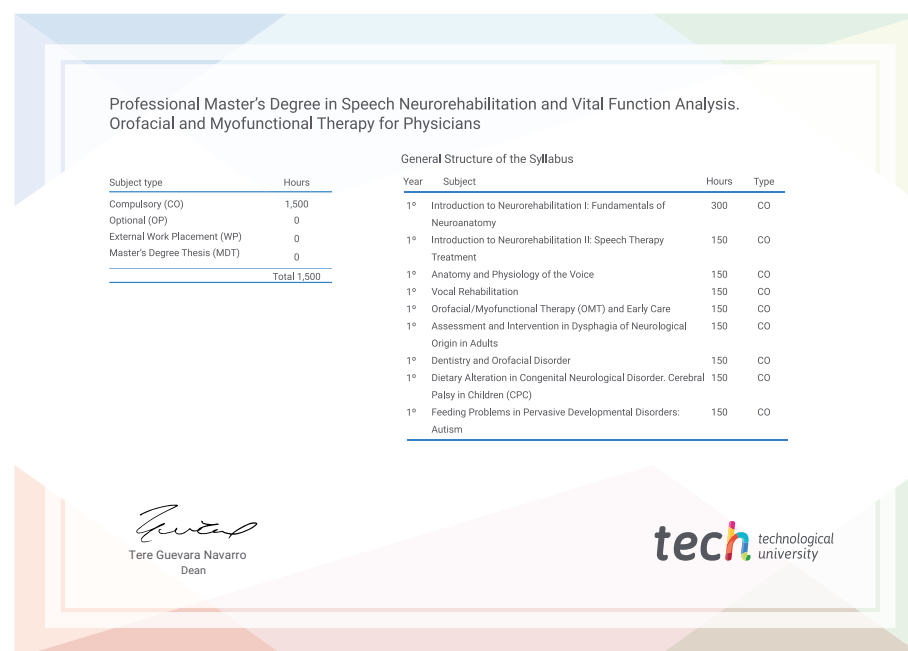 Professional Master's Degree in Speech Neurorehabilitation and Vital Function Analysis.
Orofacial and Myofunctional Therapy for Physicians
General Structure of the Syllabus
Subject type Hours
Compulsory (CO) 1,500
Optional (OP) 0
External Work Placement (WP) 0
Master's Degree Thesis (MDT) 0
Total 1,500
Year Subject Hours Type
1º Introduction to Neurorehabilitation I: Fundamentals of 300 CO
Neuroanatomy
1º Introduction to Neurorehabilitation II: Speech Therapy 150 CO
Treatment
1º Anatomy and Physiology of the Voice 150 CO
1º Vocal Rehabilitation 150 CO
1º Orofacial/Myofunctional Therapy (OMT) and Early Care 150 CO
1º Assessment and Intervention in Dysphagia of Neurological 150 CO
Origin in Adults
1º Dentistry and Orofacial Disorder 150 CO
1º Dietary Alteration in Congenital Neurological Disorder. Cerebral 150 CO
Palsy in Children (CPC)
1º Feeding Problems in Pervasive Developmental Disorders: 150 CO
Autism
Tere Guevara Navarro
Dean
tech technological
university